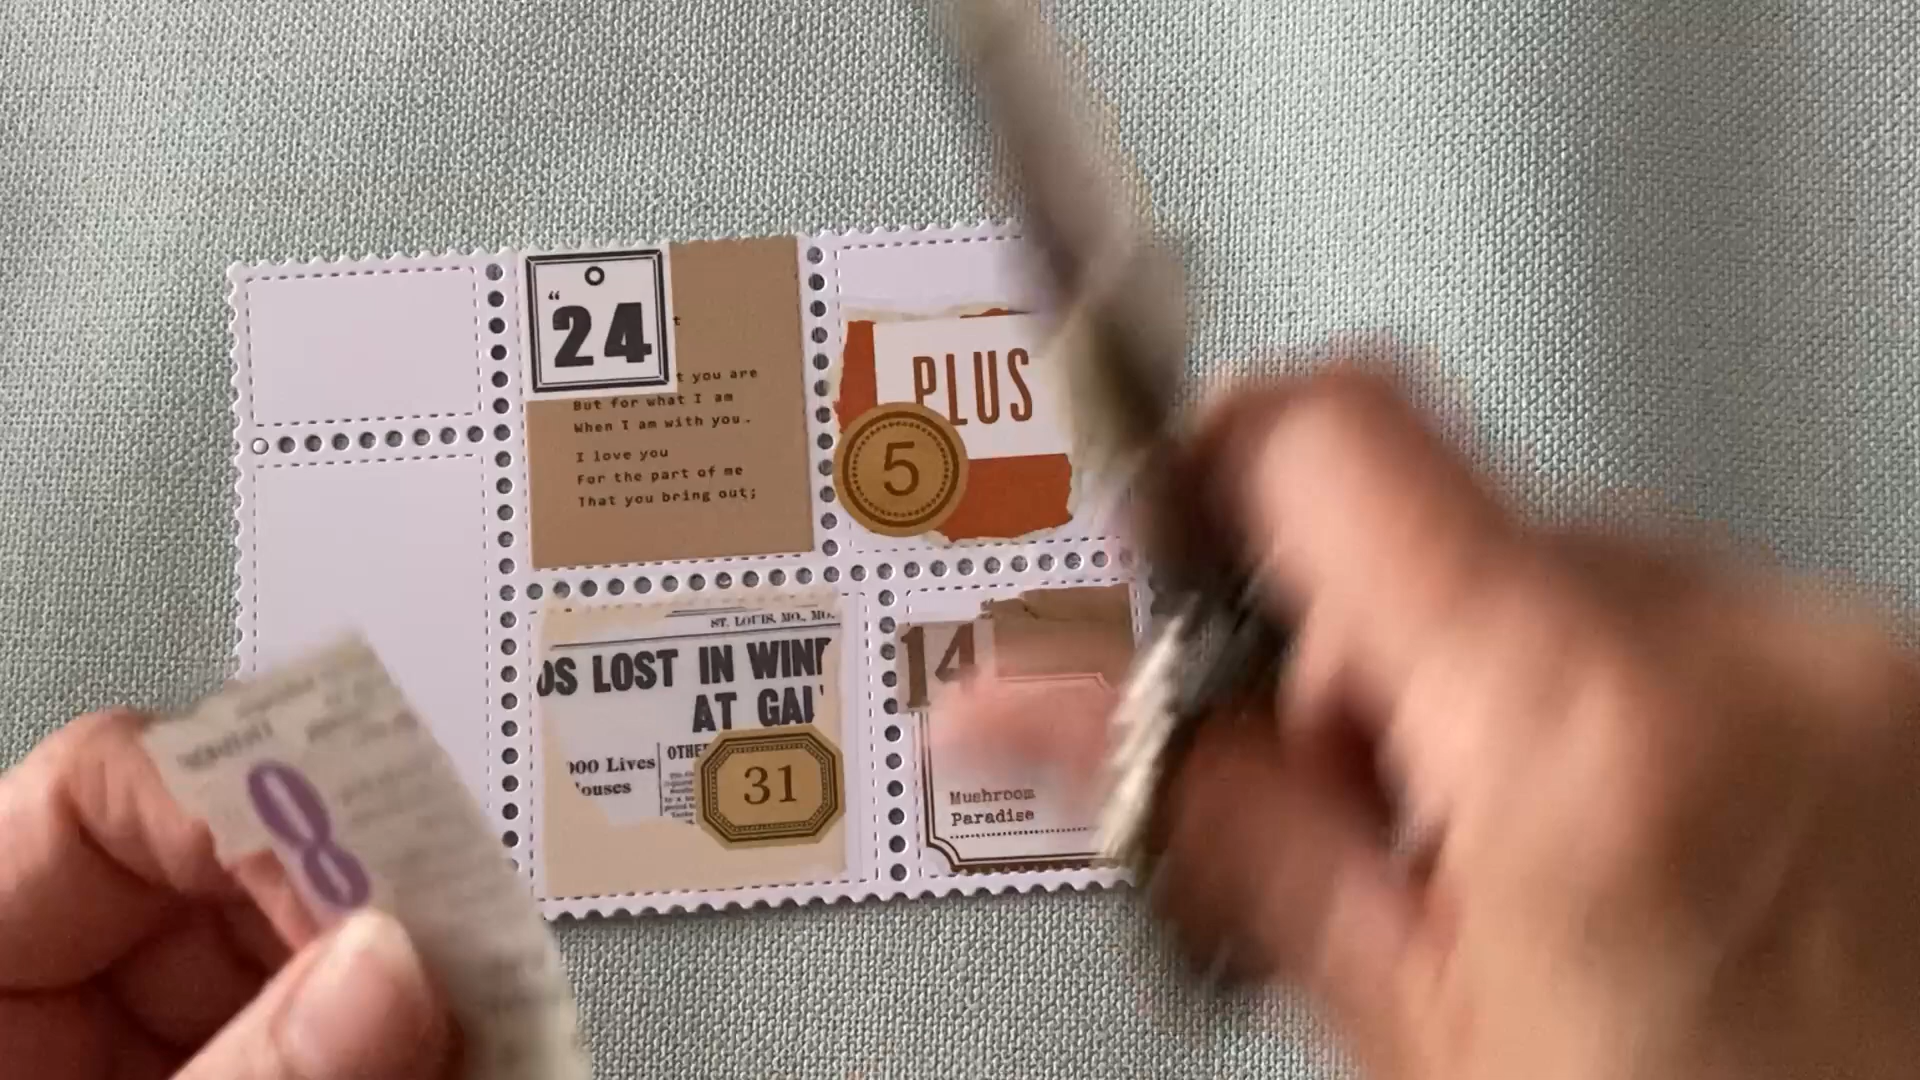 “24
t
t you are
But for what I am
When I am with you.
I love you
For the part of me
That you bring out;
PLUS
5
ST. LOUIS, MO., MO.
OS LOST IN WIN
AT GAL
000 Lives
ouses
OTHE
31
14
Mushroom
Paradise
8